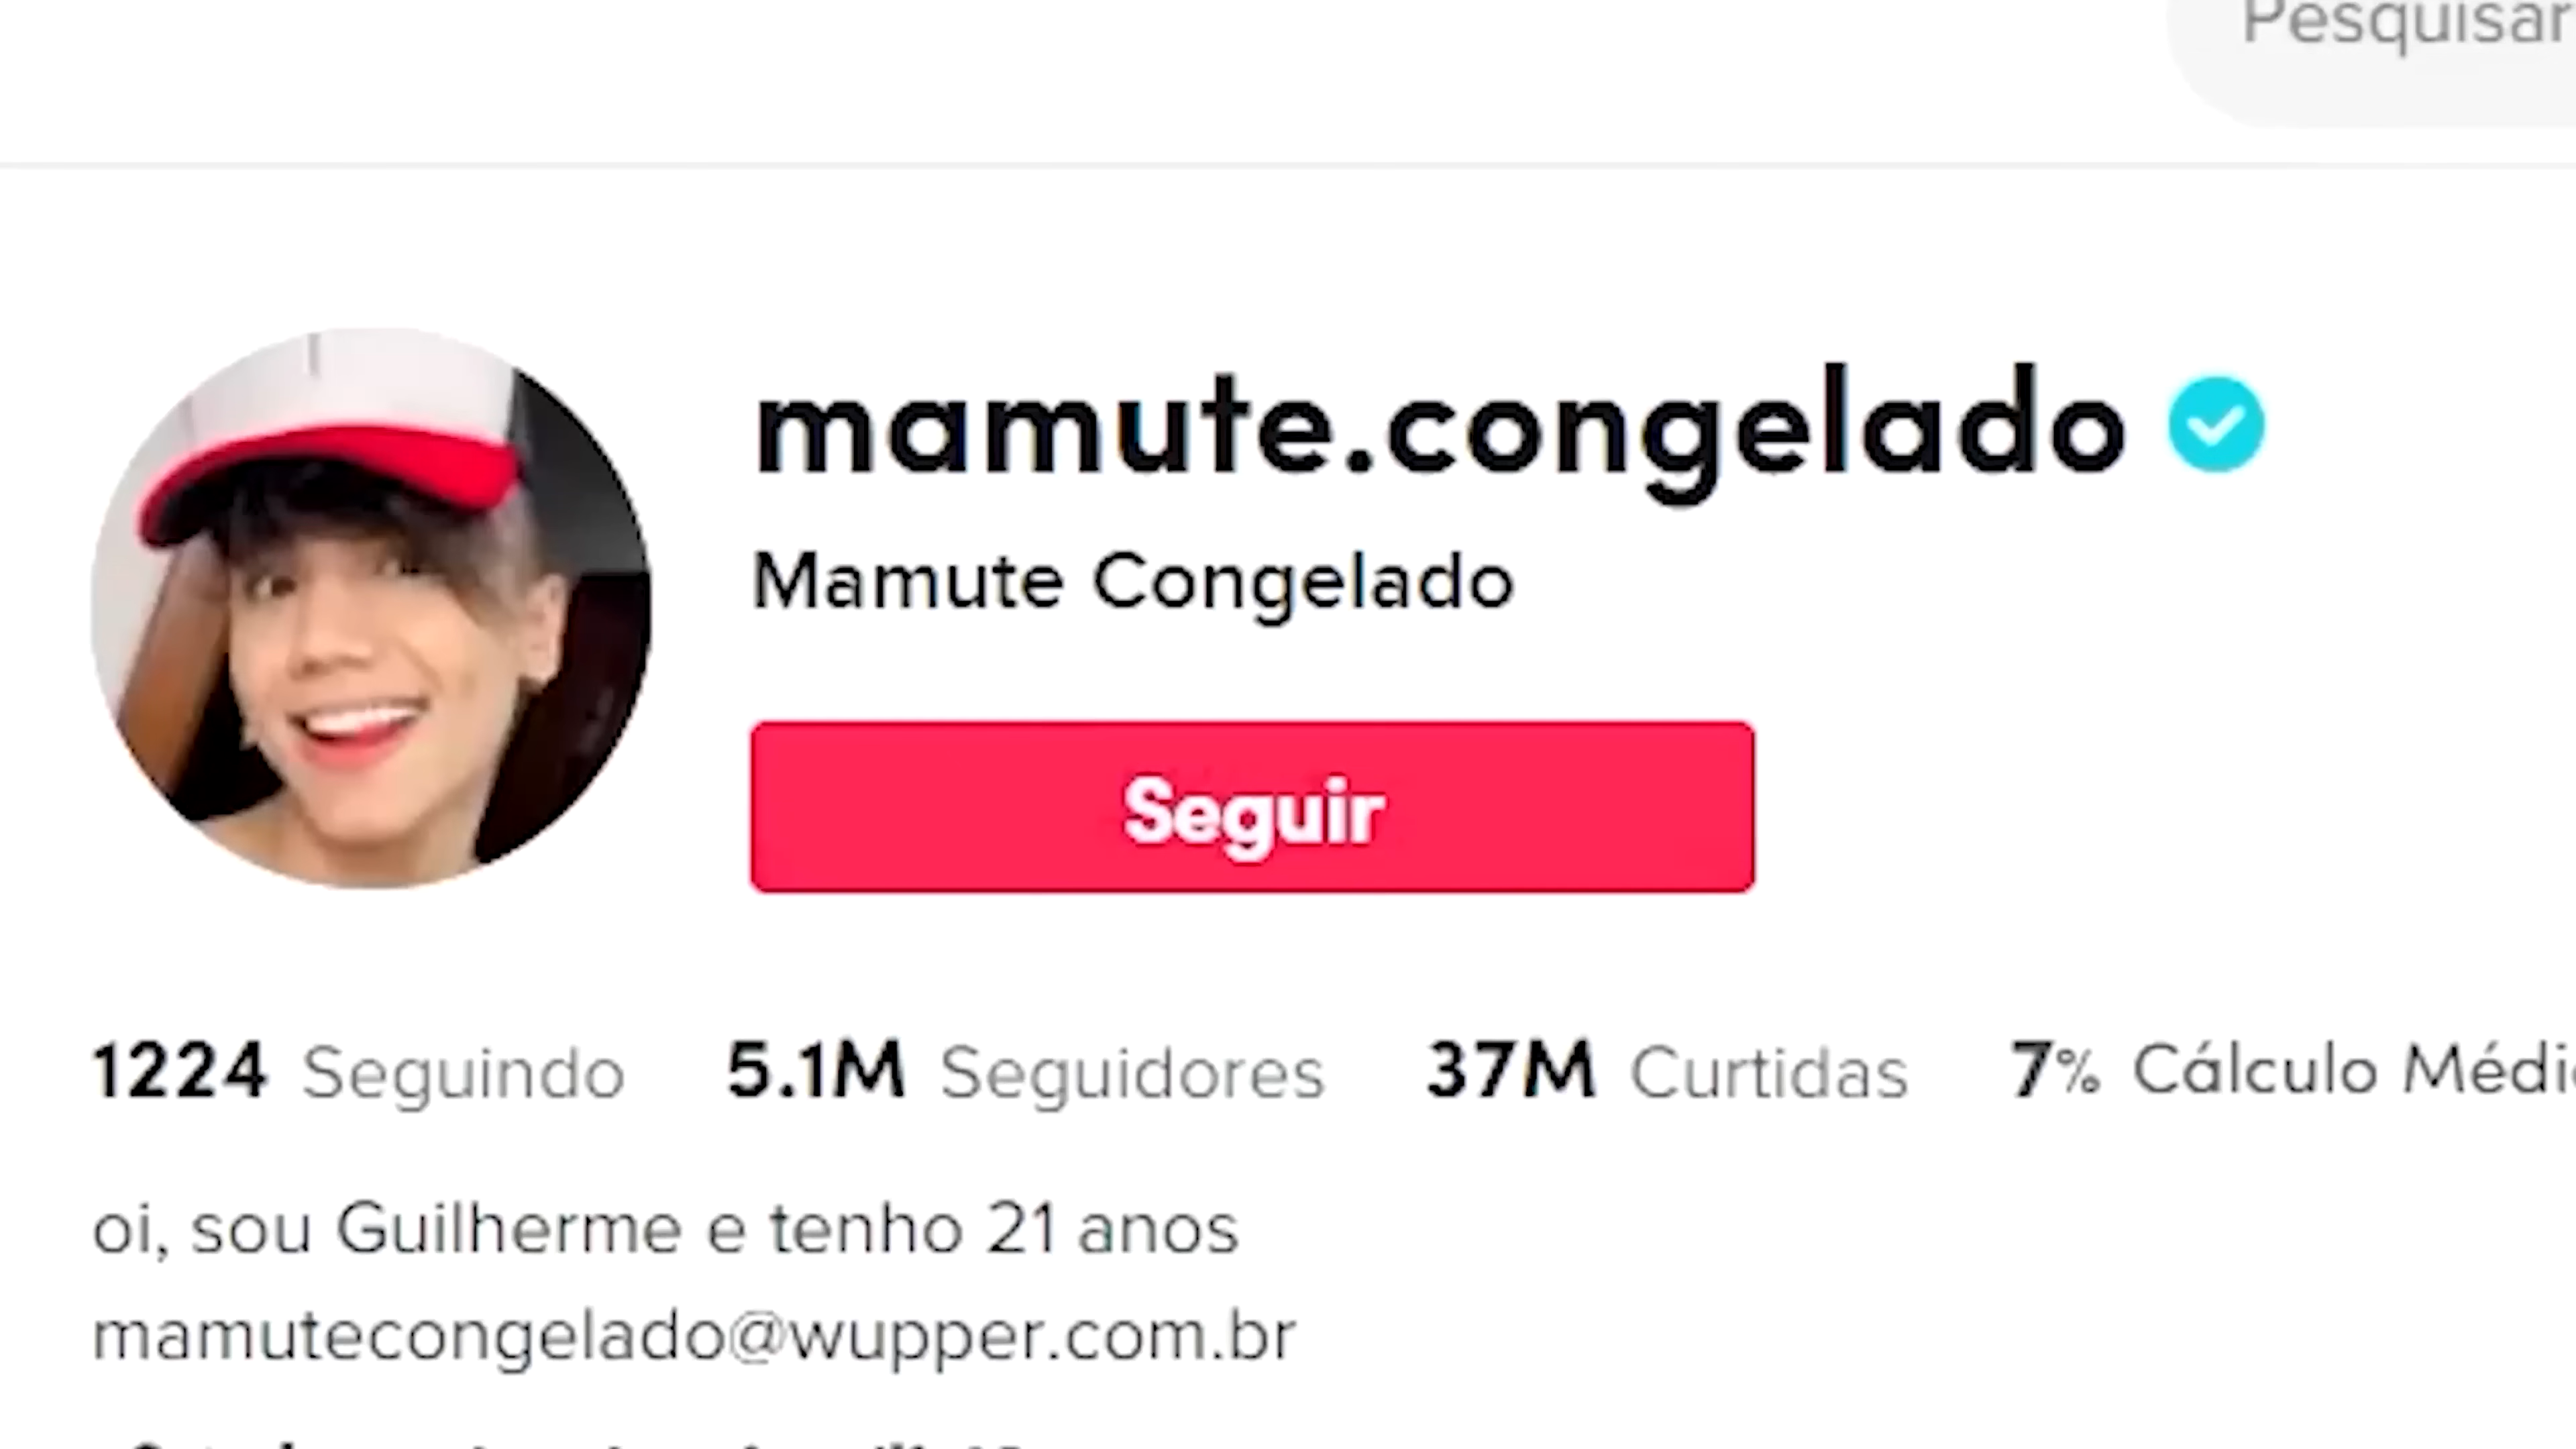 Pesquisar
mamute.congelado
Mamute Congelado
Seguir
1224 Seguindo 5.1M Seguidores 37M Curtidas 7% Cálculo
oi, sou Guilherme e tenho 21 anos
mamutecongelado@wupper.com.br